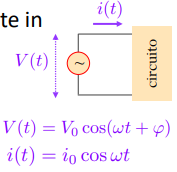 te in
i(t)
V(t)
~
circuito
V(t) = V₀ cos(ωt + φ)
i(t) = i₀ cos ωt